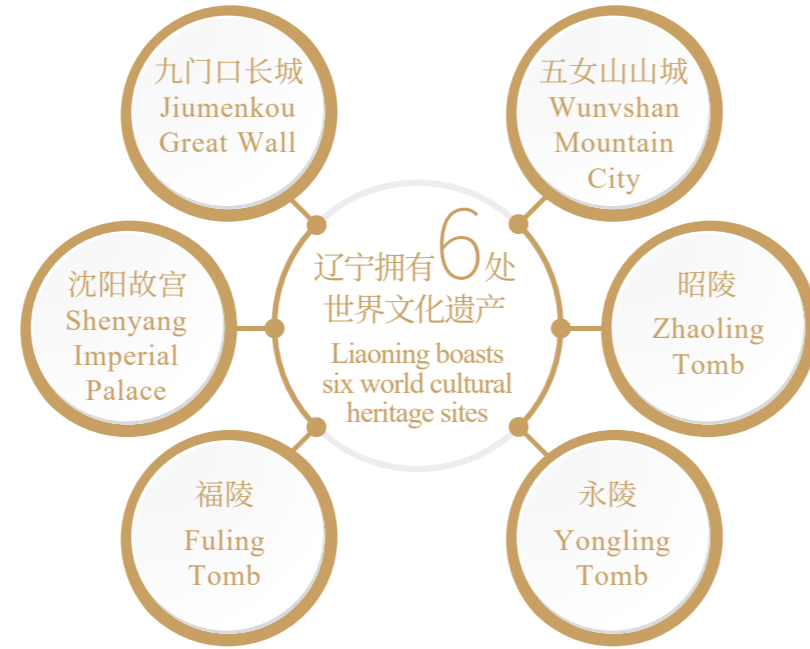 九门口长城
Jiumenkou
Great Wall
五女山山城
Wunvshan
Mountain
City
沈阳故宫
Shenyang
Imperial
Palace
辽宁拥有6处
世界文化遗产
Liaoning boasts
six world cultural
heritage sites
昭陵
Zhaoling
Tomb
福陵
Fuling
Tomb
永陵
Yongling
Tomb